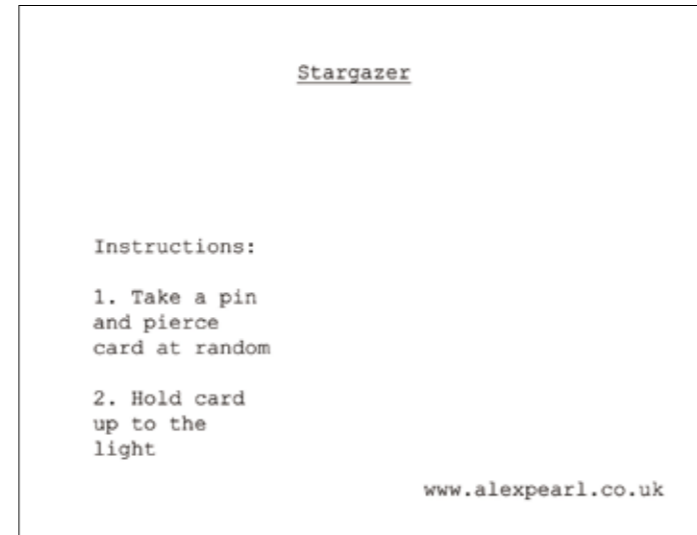 Stargazer
Instructions:
1. Take a pin
and pierce
card at random
2. Hold card
up to the
light
www.alexpearl.co.uk